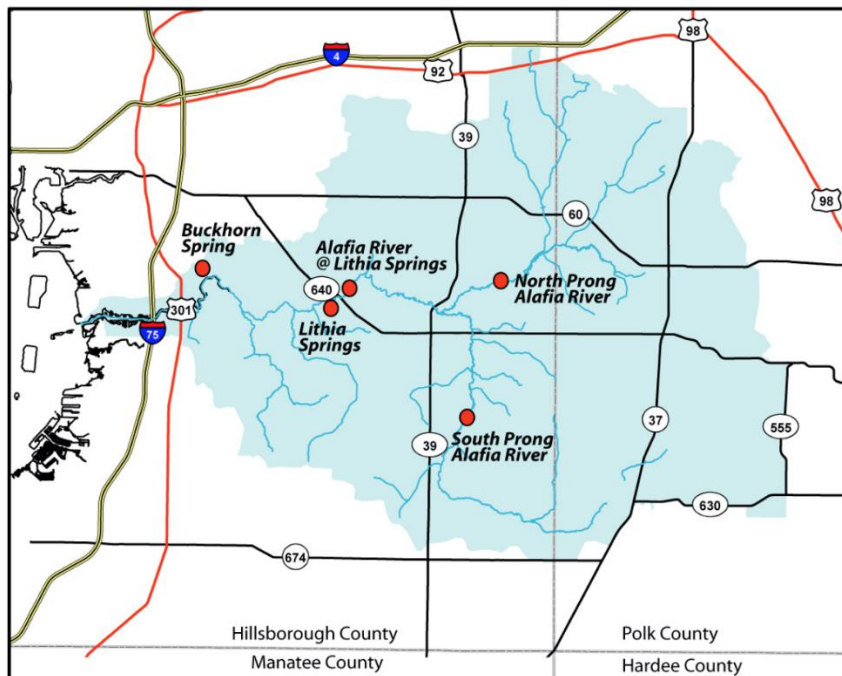 4
92
98
39
98
60
Buckhorn
Spring
Alafia River
@ Lithia Springs
640
North Prong
Alafia River
301
Lithia
Springs
75
39
South Prong
Alafia River
37
555
630
674
Hillsborough County
Polk County
Manatee County
Hardee County